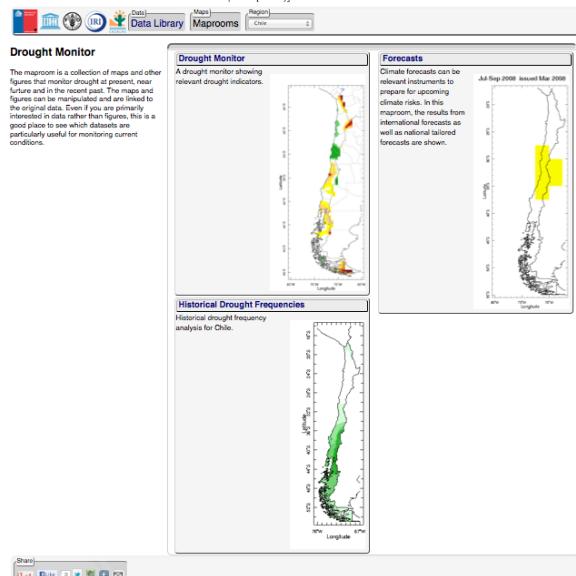 Data
Maps
Region
IRI
Data Library
Maprooms
Chile
Drought Monitor
The maproom is a collection of maps and other
figures that monitor drought at present, near
furture and in the recent past. The maps and
figures can be manipulated and are linked to
the original data. Even if you are primarily
interested in data rather than figures, this is a
good place to see which datasets are
particularly useful for monitoring current
conditions.
Drought Monitor
A drought monitor showing
relevant drought indicators.
Latitude
Longitude
Forecasts
Climate forecasts can be
relevant instruments to
prepare for upcoming
climate risks. In this
maproom, the results from
international forecasts as
well as national tailored
forecasts are shown.
Jul-Sep 2008 issued Mar 2008
Latitude
Longitude
Historical Drought Frequencies
Historical drought frequency
analysis for Chile.
Latitude
Longitude
Share